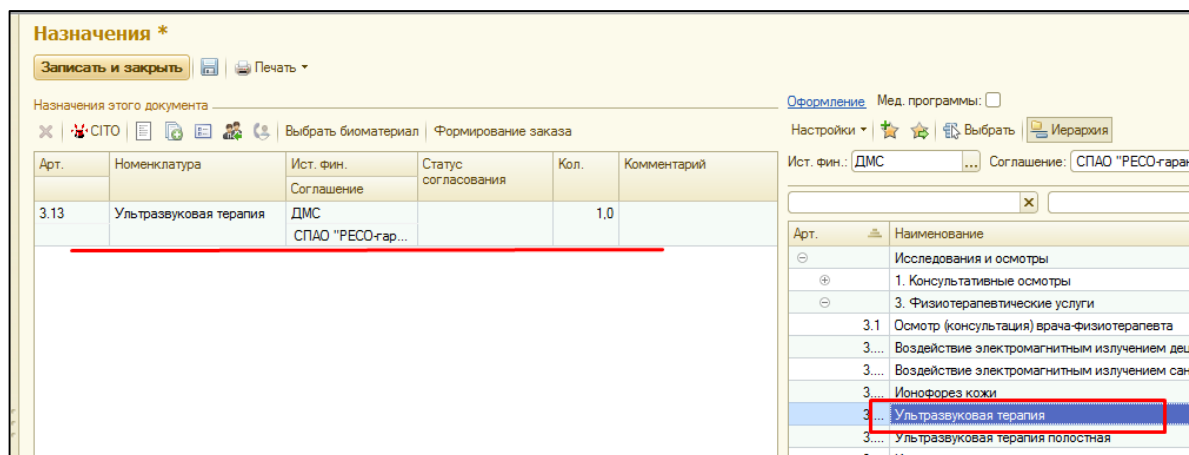 Назначения *
Записать и закрыть Печать
Назначения этого документа
CITO Выбрать биоматериал Формирование заказа
Арт. Номенклатура Ист. фин. Статус согласования Кол. Комментарий
Соглашение
3.13 Ультразвуковая терапия ДМС 1,0
СПАО "РЕСО-гар...
Оформление Мед. программы:
Настройки Выбрать Иерархия
Ист. фин.: ДМС ... Соглашение: СПАО "РЕСО-гаран
Арт. Наименование
Исследования и осмотры
1. Консультативные осмотры
3. Физиотерапевтические услуги
3.1 Осмотр (консультация) врача-физиотерапевта
3.... Воздействие электромагнитным излучением дец
3.... Воздействие электромагнитным излучением сан
3.... Ионофорез кожи
3... Ультразвуковая терапия
3.... Ультразвуковая терапия полостная